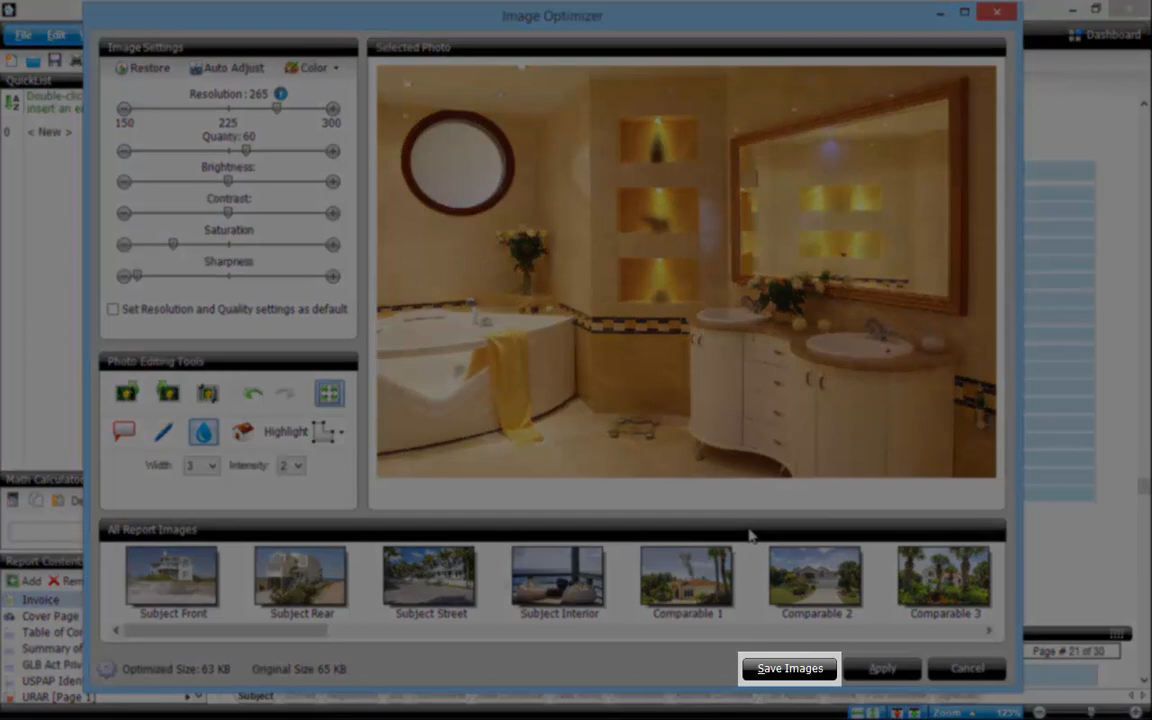 Image Optimizer
File Edit
Dashboard
Image Settings
Selected Photo
Restore Auto Adjust Color
QuickList
Resolution : 265
150 225 300
Quality: 60
< New >
0
Brightness:
Contrast:
Saturation
Sharpness
Set Resolution and Quality settings as default
Photo Editing Tools
Highlight
Width: 3 Intensity: 2
Math Calculator
All Report Images
Report Content
Add
Invoice
Cover Page
Table of Con
Summary of
GLB Act Priv
USPAP Iden
URAR [Page 1]
Subject Front
Subject Rear
Subject Street
Subject Interior
Comparable 1
Comparable 2
Comparable 3
Page # 21 of 30
Optimized Size: 63 KB Original Size 65 KB
Save Images
Apply
Cancel
Subject
Zoom 123%